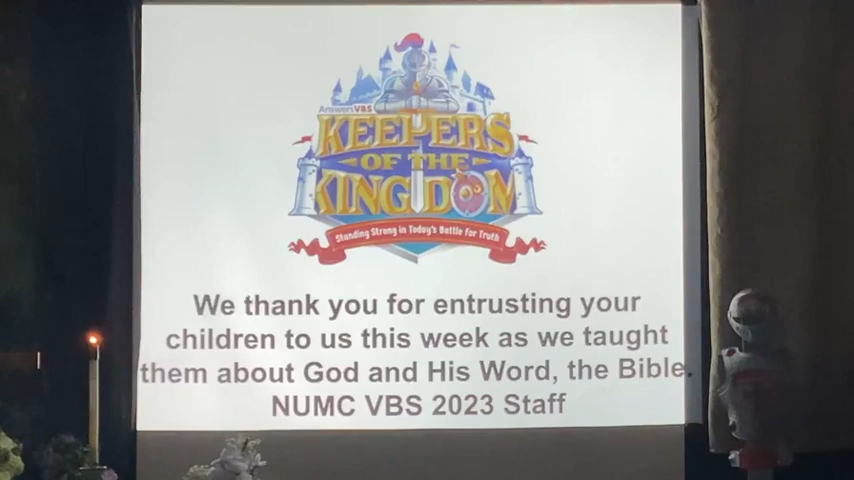 AnswersVBS
KEEPERS
OF THE
KINGDOM
Standing Strong in Today's Battle for Truth
We thank you for entrusting your
children to us this week as we taught
them about God and His Word, the Bible.
NUMC VBS 2023 Staff